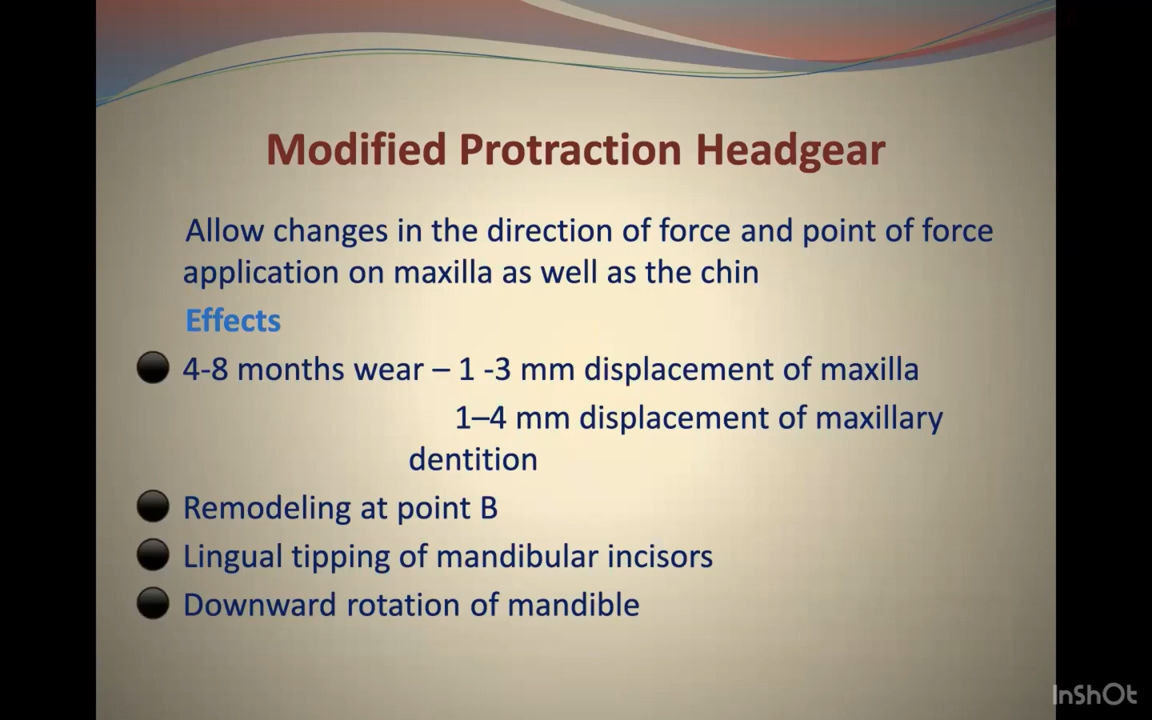 Modified Protraction Headgear
Allow changes in the direction of force and point of force
application on maxilla as well as the chin
Effects
4-8 months wear – 1 -3 mm displacement of maxilla
1–4 mm displacement of maxillary
dentition
Remodeling at point B
Lingual tipping of mandibular incisors
Downward rotation of mandible
InShOt